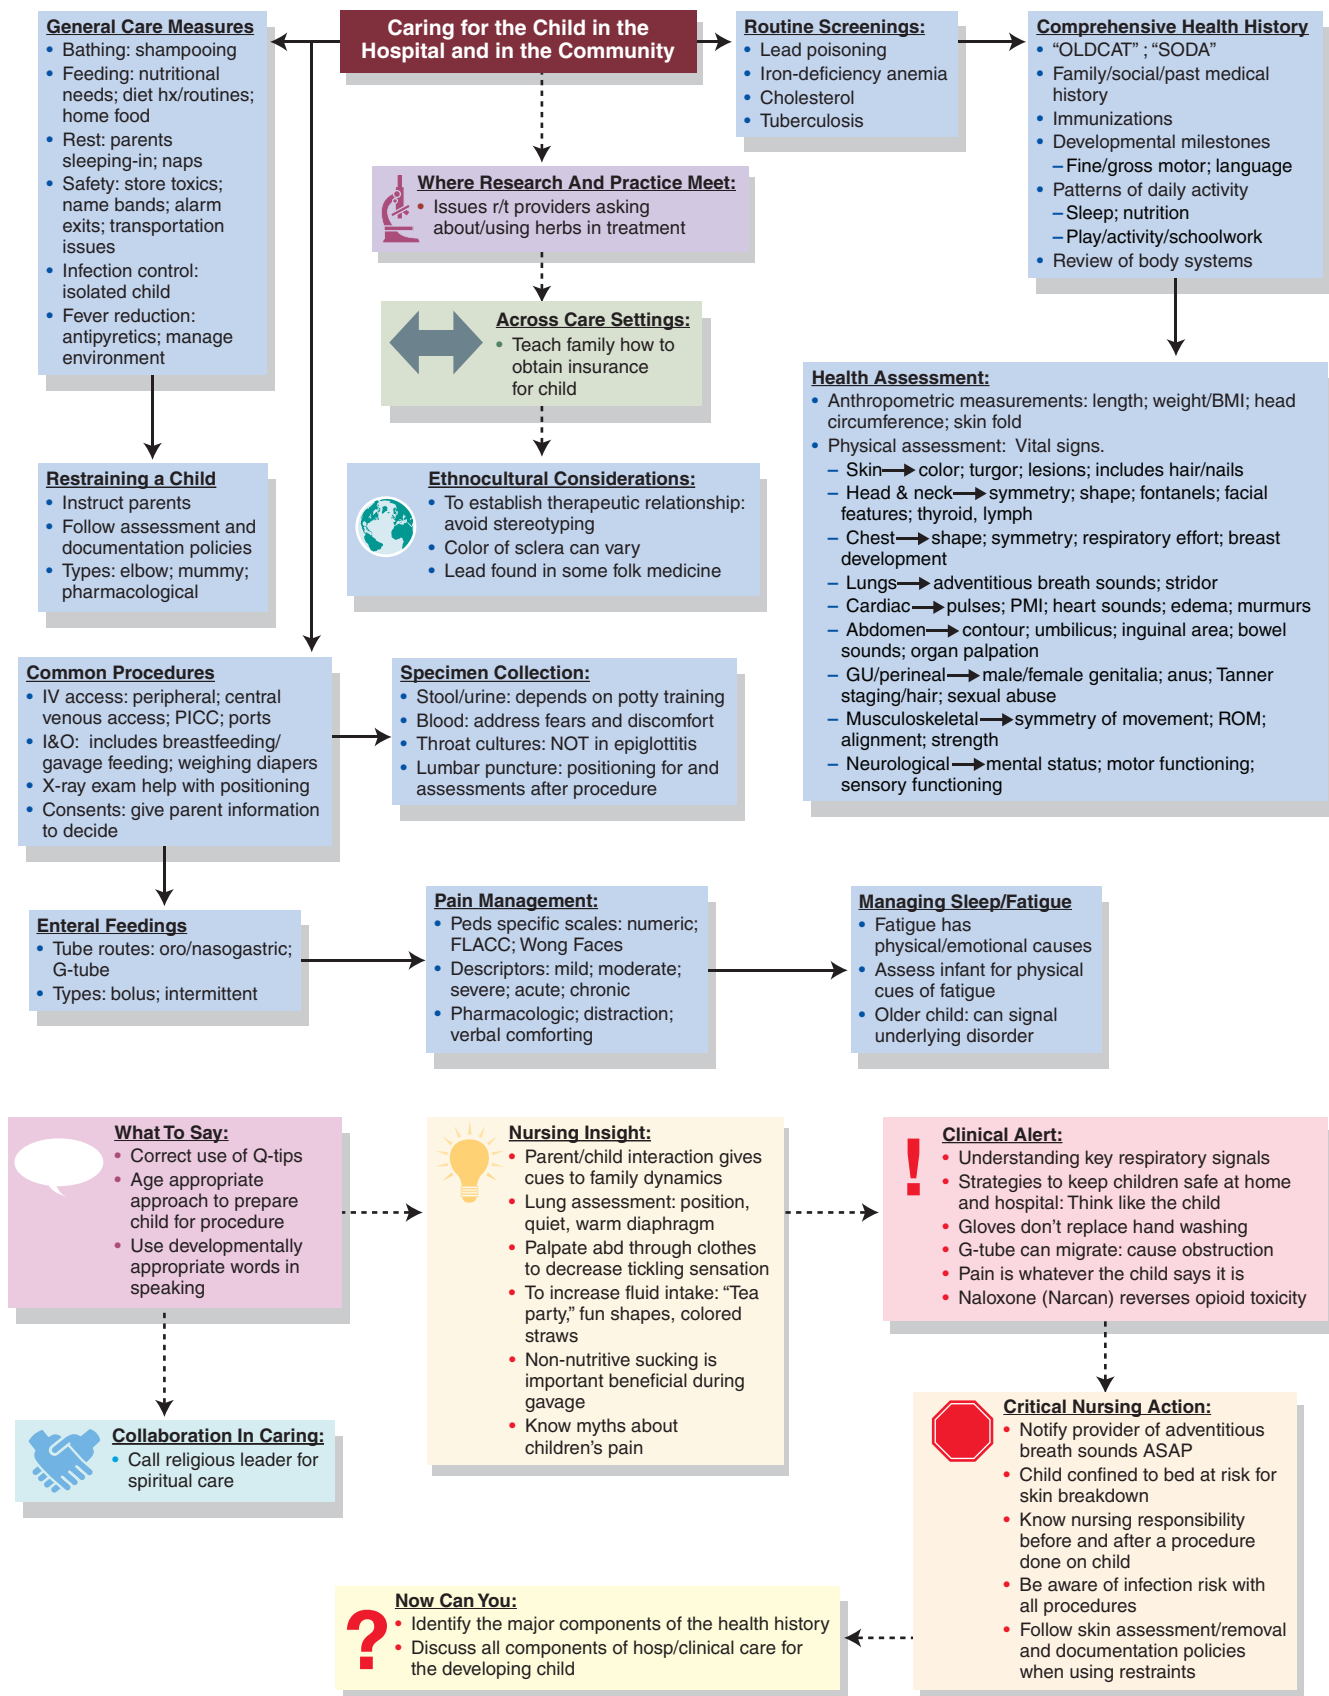 Caring for the Child in the
Hospital and in the Community
General Care Measures
• Bathing: shampooing
• Feeding: nutritional
needs; diet hx/routines;
home food
• Rest: parents
sleeping-in; naps
• Safety: store toxics;
name bands; alarm
exits; transportation
issues
• Infection control:
isolated child
• Fever reduction:
antipyretics; manage
environment
Routine Screenings:
• Lead poisoning
• Iron-deficiency anemia
• Cholesterol
• Tuberculosis
Comprehensive Health History
• “OLDCAT” ; “SODA”
• Family/social/past medical
history
• Immunizations
• Developmental milestones
– Fine/gross motor; language
• Patterns of daily activity
– Sleep; nutrition
– Play/activity/schoolwork
• Review of body systems
Where Research And Practice Meet:
• Issues r/t providers asking
about/using herbs in treatment
Across Care Settings:
• Teach family how to
obtain insurance
for child
Ethnocultural Considerations:
• To establish therapeutic relationship:
avoid stereotyping
• Color of sclera can vary
• Lead found in some folk medicine
Health Assessment:
• Anthropometric measurements: length; weight/BMI; head
circumference; skin fold
• Physical assessment: Vital signs.
– Skin→color; turgor; lesions; includes hair/nails
– Head & neck→symmetry; shape; fontanels; facial
features; thyroid, lymph
– Chest→shape; symmetry; respiratory effort; breast
development
– Lungs→adventitious breath sounds; stridor
– Cardiac→pulses; PMI; heart sounds; edema; murmurs
– Abdomen→contour; umbilicus; inguinal area; bowel
sounds; organ palpation
– GU/perineal→male/female genitalia; anus; Tanner
staging/hair; sexual abuse
– Musculoskeletal→symmetry of movement; ROM;
alignment; strength
– Neurological→mental status; motor functioning;
sensory functioning
Restraining a Child
• Instruct parents
• Follow assessment and
documentation policies
• Types: elbow; mummy;
pharmacological
Common Procedures
• IV access: peripheral; central
venous access; PICC; ports
• I&O: includes breastfeeding/
gavage feeding; weighing diapers
• X-ray exam help with positioning
• Consents: give parent information
to decide
Specimen Collection:
• Stool/urine: depends on potty training
• Blood: address fears and discomfort
• Throat cultures: NOT in epiglottitis
• Lumbar puncture: positioning for and
assessments after procedure
Enteral Feedings
• Tube routes: oro/nasogastric;
G-tube
• Types: bolus; intermittent
Pain Management:
• Peds specific scales: numeric;
FLACC; Wong Faces
• Descriptors: mild; moderate;
severe; acute; chronic
• Pharmacologic; distraction;
verbal comforting
Managing Sleep/Fatigue
• Fatigue has
physical/emotional causes
• Assess infant for physical
cues of fatigue
• Older child: can signal
underlying disorder
What To Say:
• Correct use of Q-tips
• Age appropriate
approach to prepare
child for procedure
• Use developmentally
appropriate words in
speaking
Nursing Insight:
• Parent/child interaction gives
cues to family dynamics
• Lung assessment: position,
quiet, warm diaphragm
• Palpate abd through clothes
to decrease tickling sensation
• To increase fluid intake: “Tea
party,” fun shapes, colored
straws
• Non-nutritive sucking is
important beneficial during
gavage
• Know myths about
children’s pain
!
Clinical Alert:
• Understanding key respiratory signals
• Strategies to keep children safe at home
and hospital: Think like the child
• Gloves don’t replace hand washing
• G-tube can migrate: cause obstruction
• Pain is whatever the child says it is
• Naloxone (Narcan) reverses opioid toxicity
Collaboration In Caring:
• Call religious leader for
spiritual care
Critical Nursing Action:
• Notify provider of adventitious
breath sounds ASAP
• Child confined to bed at risk for
skin breakdown
• Know nursing responsibility
before and after a procedure
done on child
• Be aware of infection risk with
all procedures
• Follow skin assessment/removal
and documentation policies
when using restraints
?
Now Can You:
• Identify the major components of the health history
• Discuss all components of hosp/clinical care for
the developing child